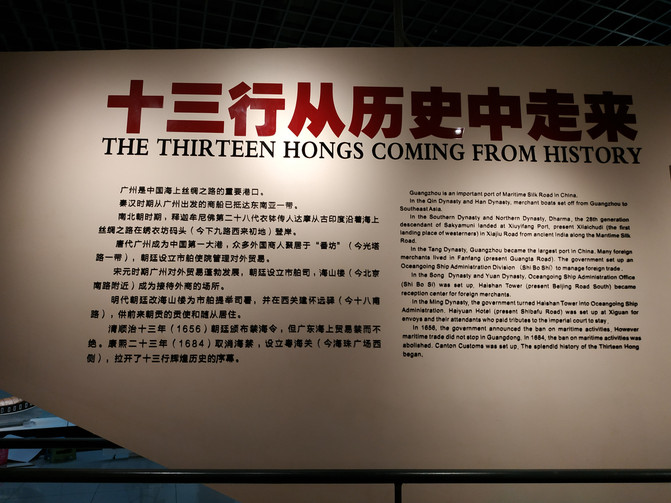 十三行从历史中走来
THE THIRTEEN HONGS COMING FROM HISTORY
广州是中国海上丝绸之路的重要港口。
秦汉时期从广州出发的商船已抵达东南亚一带。
南北朝时期，释迦牟尼佛第二十八代衣钵传人达摩从古印度沿着海上
丝绸之路在绣衣坊码头（今下九路西来初地）登岸。
唐代广州成为中国第一大港，众多外国商人聚居于“番坊”（今光塔
路一带），朝廷设立市舶使院管理对外贸易。
宋元时期广州对外贸易蓬勃发展，朝廷设立市舶司，海山楼（今北京
南路附近）成为接待外商的场所。
明代朝廷改海山楼为市舶提举司署，并在西关建怀远驿（今十八南
路），供前来朝贡的贡使和随从居住。
清顺治十三年（1656）朝廷颁布禁海令，但广东海上贸易禁而不
绝。康熙二十三年（1684）取消海禁，设立粤海关（今海珠广场西
侧），拉开了十三行辉煌历史的序幕。
Guangzhou is an important port of Maritime Silk Road in China.
In the Qin Dynasty and Han Dynasty, merchant boats set off from Guangzhou to
Southeast Asia.
In the Southern Dynasty and Northern Dynasty, Dharma, the 28th generation
descendant of Sakyamuni landed at Xiuyifang Port, present Xilaichudi (the first
landing place of westerners) in Xiajiu Road from ancient India along the Maritime Silk
Road.
In the Tang Dynasty, Guangzhou became the largest port in China. Many foreign
merchants lived in Fanfang (present Guangta Road). The government set up an
Oceangoing Ship Administration Division (Shi Bo Shi) to manage foreign trade.
In the Song Dynasty and Yuan Dynasty, Oceangoing Ship Administration Office
(Shi Bo Si) was set up, Haishan Tower (present Beijing Road South) became
reception center for foreign merchants.
In the Ming Dynasty, the government turned Haishan Tower into Oceangoing Ship
Administration. Haiyuan Hotel (present Shibafu Road) was set up at Xiguan for
envoys and their attendants who paid tributes to the imperial court to stay.
In 1656, the government announced the ban on maritime activities. However
maritime trade did not stop in Guangdong. In 1684, the ban on maritime activities was
abolished. Canton Customs was set up, The splendid history of the Thirteen Hong
began.